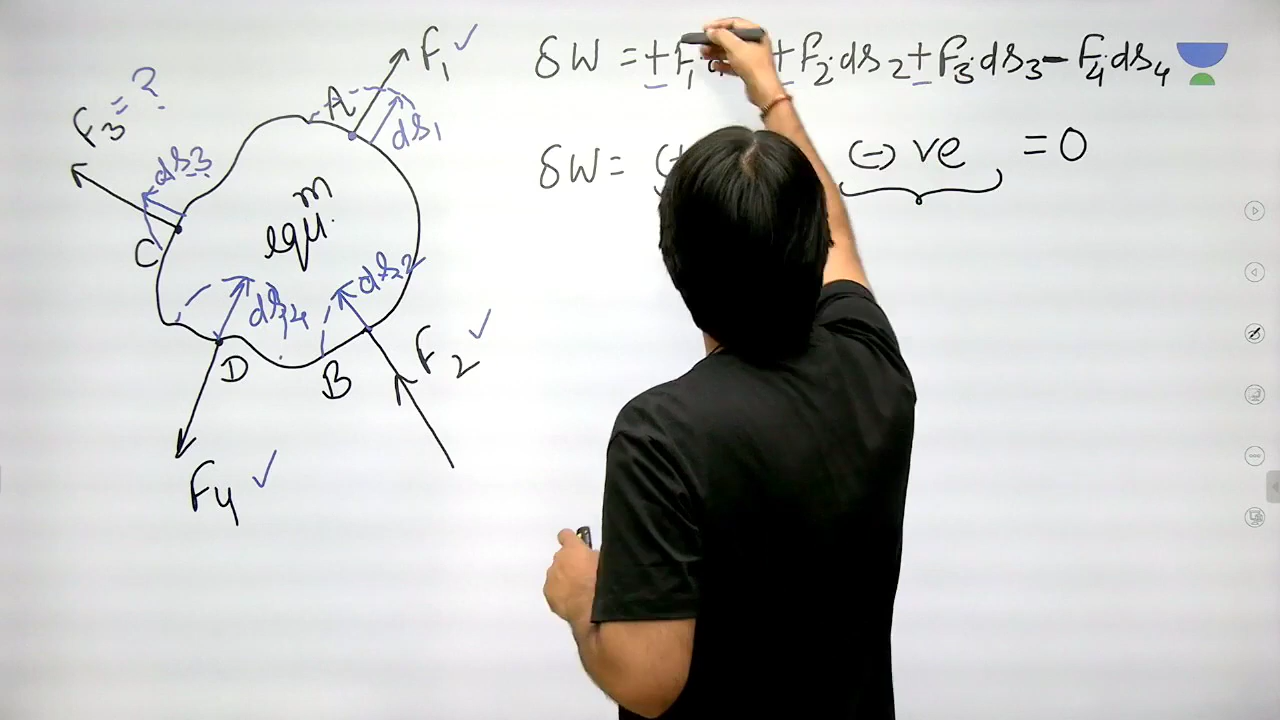 δW = + F1 d + F2·ds2 + F3·ds3 - F4·ds4
δW = (+ (-) ve = 0
F1 ✓
A
ds1
F3 = ?
ds3
m
equ.
C
ds2
ds4
F2 ✓
D
B
F4 ✓